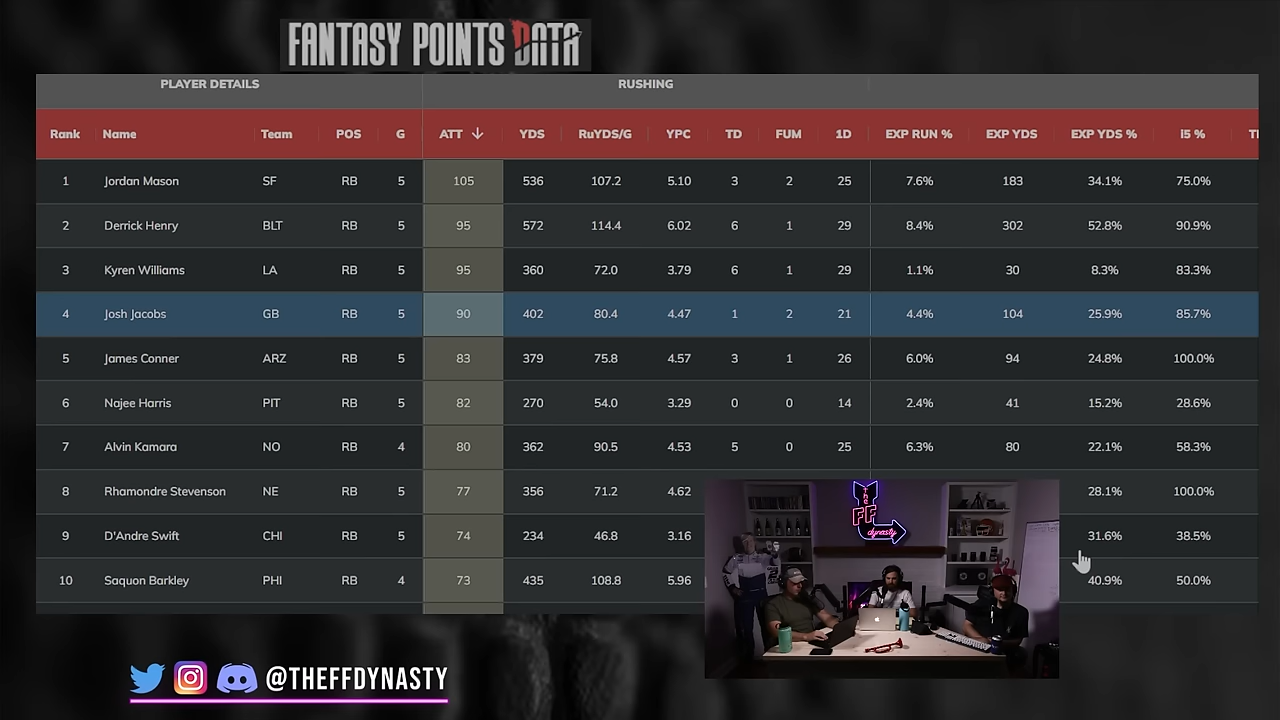 FANTASY POINTS DATA
PLAYER DETAILS RUSHING
Rank Name Team POS G ATT YDS RuYDS/G YPC TD FUM 1D EXP RUN % EXP YDS EXP YDS % I5 %
1 Jordan Mason SF RB 5 105 536 107.2 5.10 3 2 25 7.6% 183 34.1% 75.0%
2 Derrick Henry BLT RB 5 95 572 114.4 6.02 6 1 29 8.4% 302 52.8% 90.9%
3 Kyren Williams LA RB 5 95 360 72.0 3.79 6 1 29 1.1% 30 8.3% 83.3%
4 Josh Jacobs GB RB 5 90 402 80.4 4.47 1 2 21 4.4% 104 25.9% 85.7%
5 James Conner ARZ RB 5 83 379 75.8 4.57 3 1 26 6.0% 94 24.8% 100.0%
6 Najee Harris PIT RB 5 82 270 54.0 3.29 0 0 14 2.4% 41 15.2% 28.6%
7 Alvin Kamara NO RB 4 80 362 90.5 4.53 5 0 25 6.3% 80 22.1% 58.3%
8 Rhamondre Stevenson NE RB 5 77 356 71.2 4.62 28.1% 100.0%
9 D'Andre Swift CHI RB 5 74 234 46.8 3.16 31.6% 38.5%
10 Saquon Barkley PHI RB 4 73 435 108.8 5.96 40.9% 50.0%
The
FF
dynasty
@THEFFDYNASTY